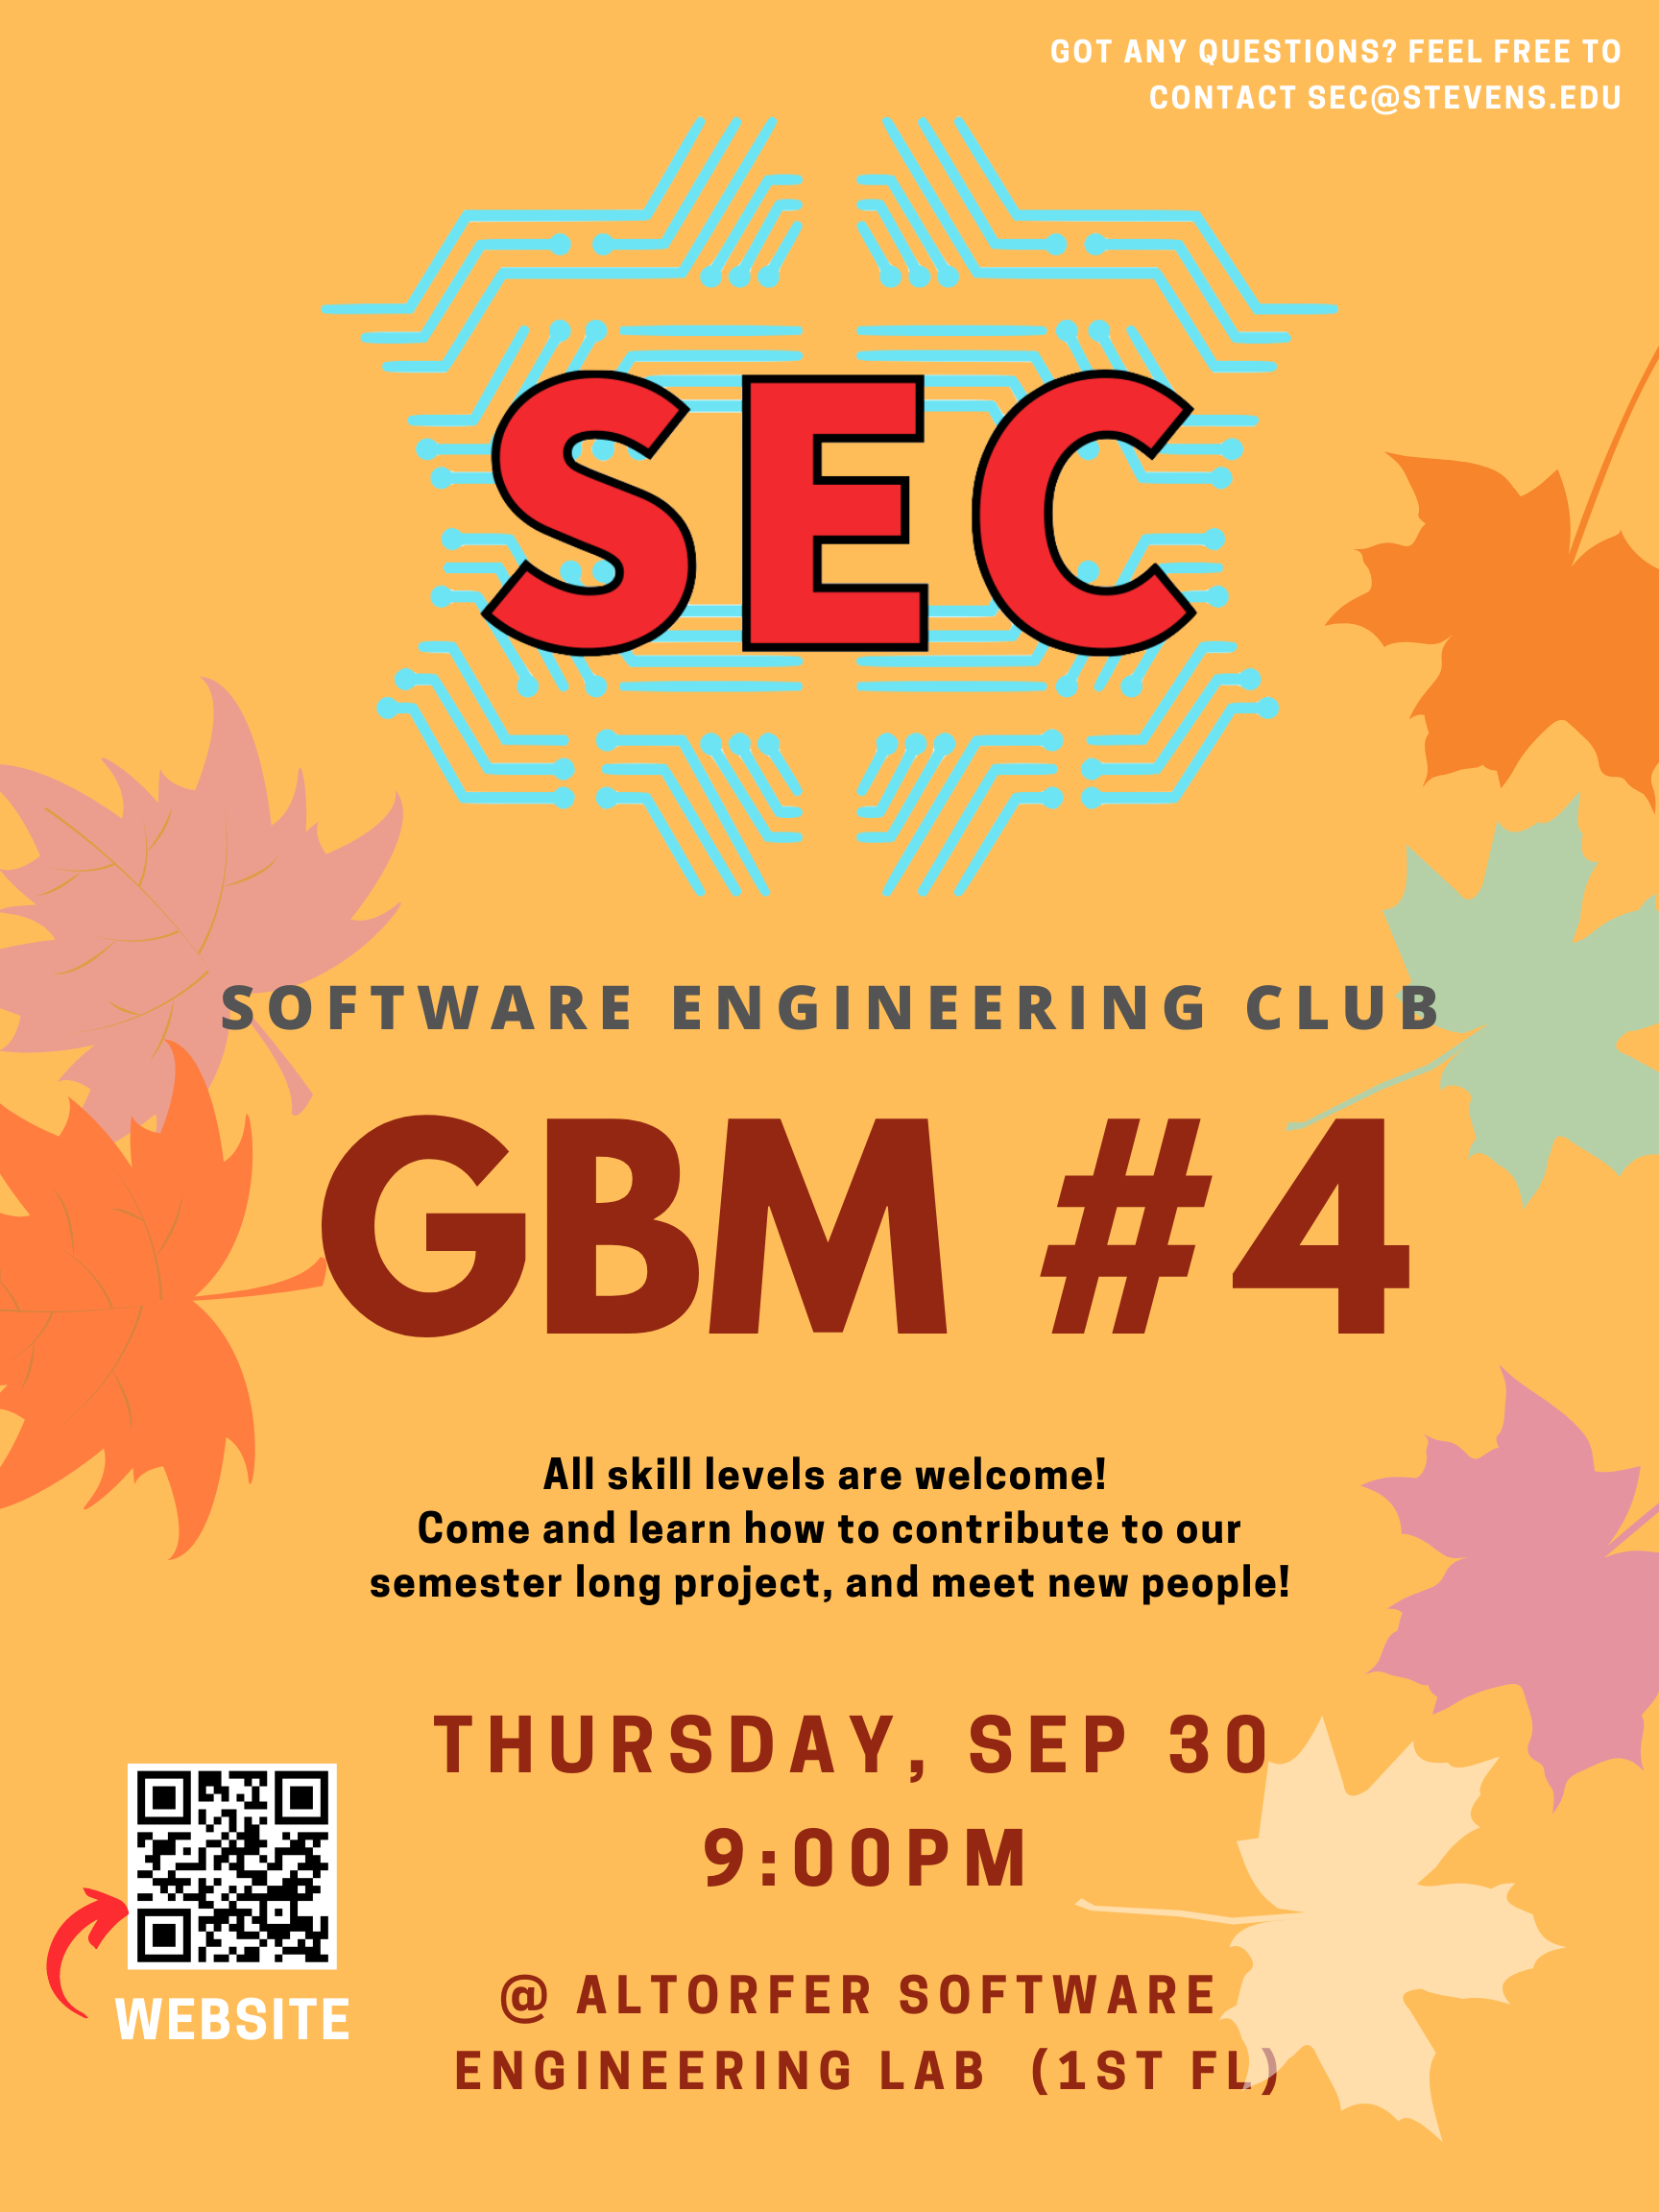 GOT ANY QUESTIONS? FEEL FREE TO
CONTACT SEC@STEVENS.EDU
SEC
SOFTWARE ENGINEERING CLUB
GBM #4
All skill levels are welcome!
Come and learn how to contribute to our
semester long project, and meet new people!
THURSDAY, SEP 30
9:00PM
@ ALTORFER SOFTWARE
ENGINEERING LAB (1ST FL)
WEBSITE